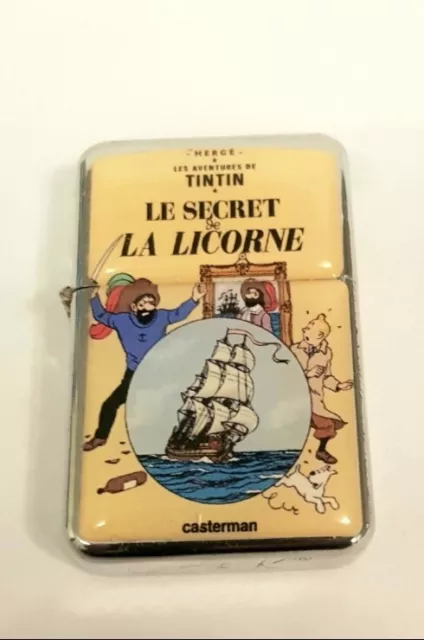 HERGÉ
LES AVENTURES DE
TINTIN
LE SECRET
de
LA LICORNE
casterman